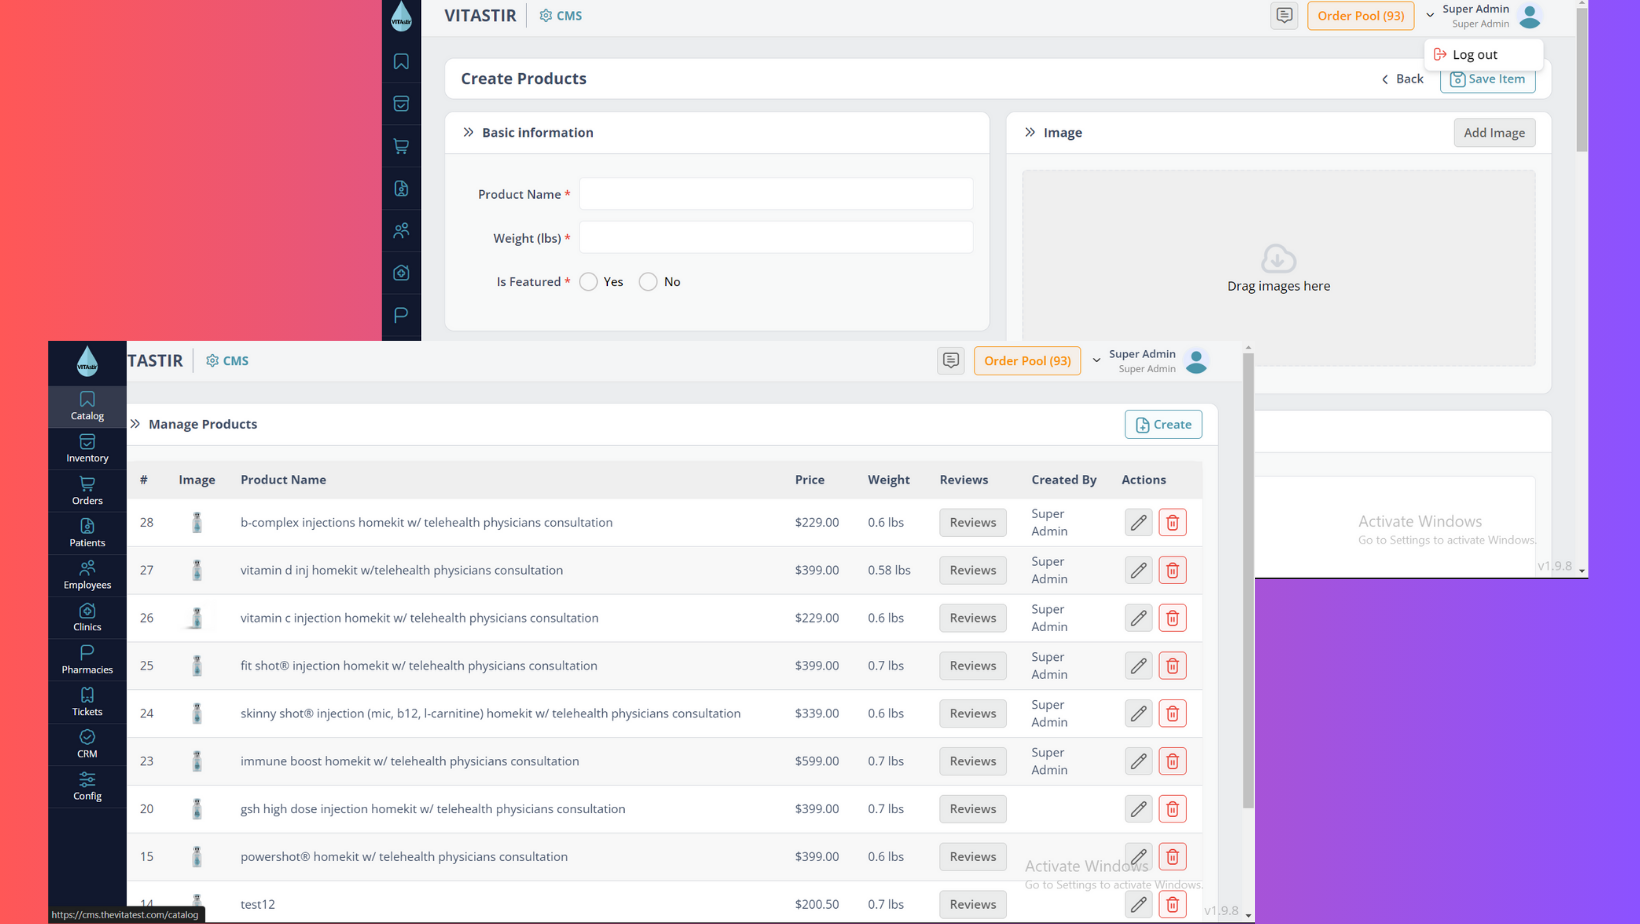 VITAstir
VITASTIR
CMS
Order Pool (93)
Super Admin
Super Admin
Log out
Create Products
Back
Save Item
Basic information
Product Name *
Weight (lbs) *
Is Featured *
Yes
No
Image
Add Image
Drag images here
Activate Windows
Go to Settings to activate Windows.
v1.9.8
VITAstir
TASTIR
CMS
Order Pool (93)
Super Admin
Super Admin
Catalog
Inventory
Orders
Patients
Employees
Clinics
Pharmacies
Tickets
CRM
Config
Manage Products
Create
# Image Product Name Price Weight Reviews Created By Actions
28 b-complex injections homekit w/ telehealth physicians consultation $229.00 0.6 lbs Reviews Super Admin
27 vitamin d inj homekit w/telehealth physicians consultation $399.00 0.58 lbs Reviews Super Admin
26 vitamin c injection homekit w/ telehealth physicians consultation $229.00 0.6 lbs Reviews Super Admin
25 fit shot® injection homekit w/ telehealth physicians consultation $399.00 0.7 lbs Reviews Super Admin
24 skinny shot® injection (mic, b12, l-carnitine) homekit w/ telehealth physicians consultation $339.00 0.6 lbs Reviews Super Admin
23 immune boost homekit w/ telehealth physicians consultation $599.00 0.7 lbs Reviews Super Admin
20 gsh high dose injection homekit w/ telehealth physicians consultation $399.00 0.7 lbs Reviews
15 powershot® homekit w/ telehealth physicians consultation $399.00 0.6 lbs Reviews
14 test12 $200.50 0.7 lbs Reviews
Activate Windows
Go to Settings to activate Windows.
v1.9.8
https://cms.thevitatest.com/catalog